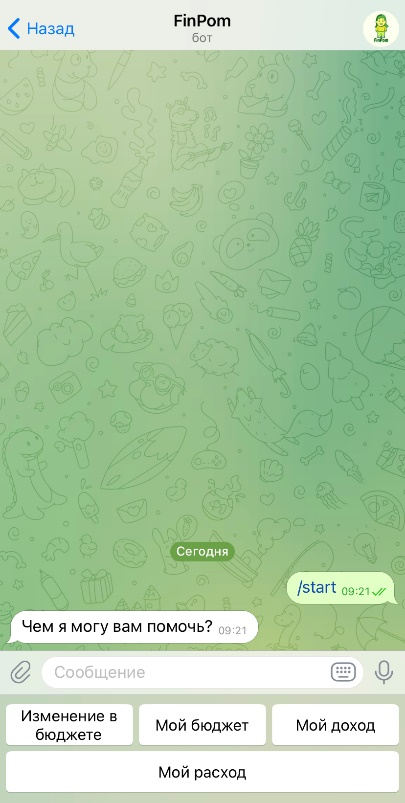 Назад
FinPom
бот
FinPom
Сегодня
/start 09:21
Чем я могу вам помочь? 09:21
Сообщение
Изменение в
бюджете
Мой бюджет
Мой доход
Мой расход